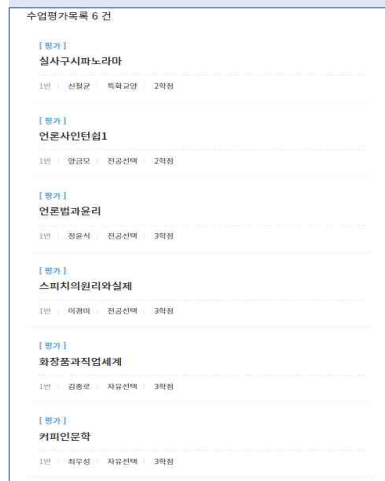 수업평가목록 6 건
[ 평가 ]
실사구시파노라마
1반 신철균 특화교양 2학점
[ 평가 ]
언론사인턴쉽1
1반 양금모 전공선택 2학점
[ 평가 ]
언론법과윤리
1반 정윤식 전공선택 3학점
[ 평가 ]
스피치의원리와실제
1반 이경미 전공선택 3학점
[ 평가 ]
화장품과직업세계
1반 김종로 자유선택 3학점
[ 평가 ]
커피인문학
1반 최우성 자유선택 3학점